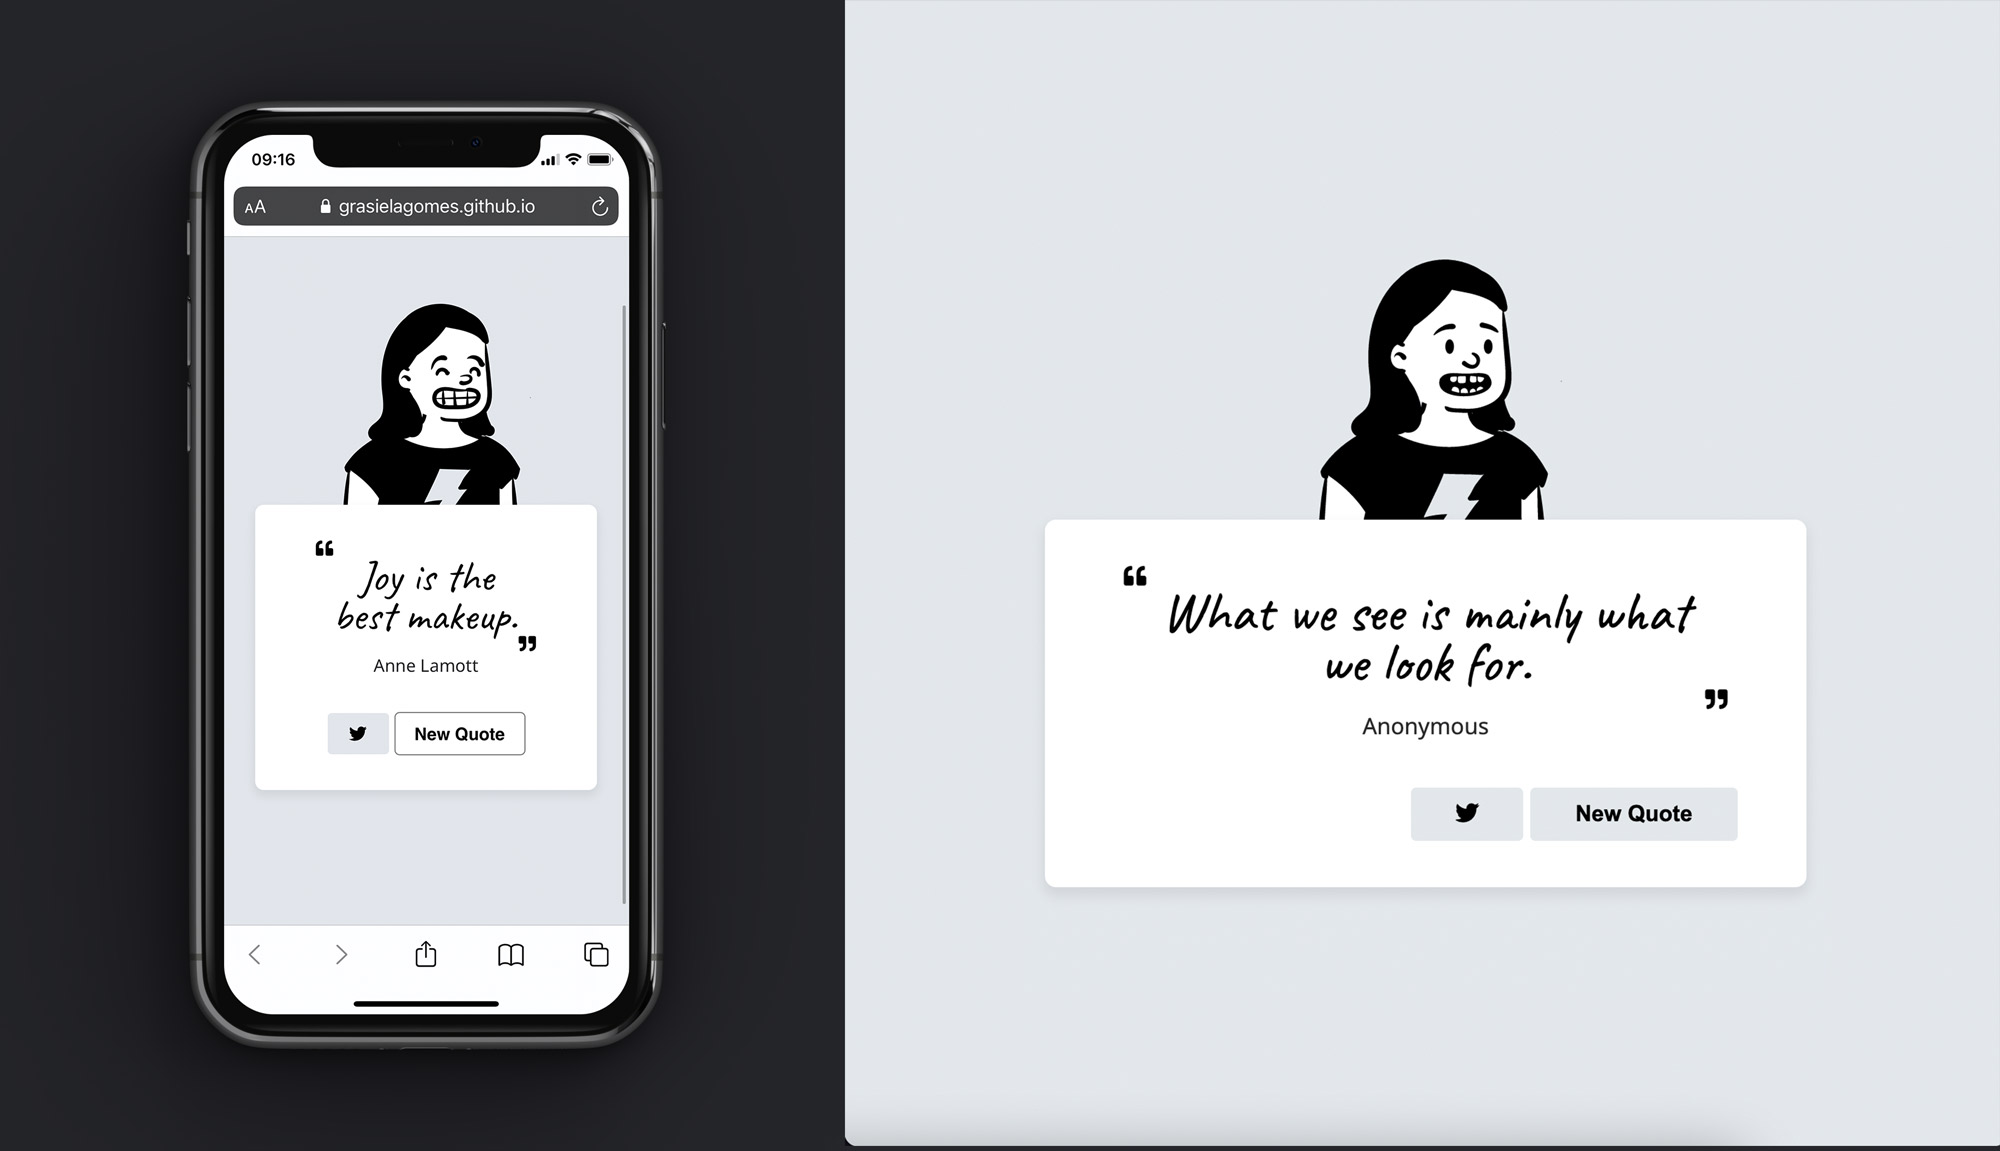 09:16
AA
grasielagomes.github.io
“
Joy is the
best makeup.
”
Anne Lamott
New Quote
“
What we see is mainly what
we look for.
”
Anonymous
New Quote